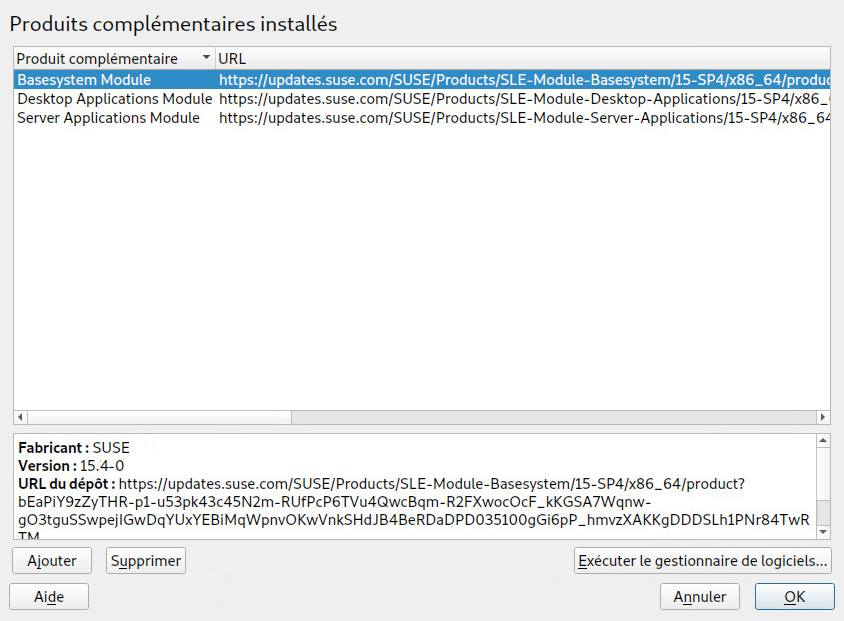 Produits complémentaires installés
Produit complémentaire URL
Basesystem Module https://updates.suse.com/SUSE/Products/SLE-Module-Basesystem/15-SP4/x86_64/produc
Desktop Applications Module https://updates.suse.com/SUSE/Products/SLE-Module-Desktop-Applications/15-SP4/x86_
Server Applications Module https://updates.suse.com/SUSE/Products/SLE-Module-Server-Applications/15-SP4/x86_64
Fabricant : SUSE
Version : 15.4-0
URL du dépôt : https://updates.suse.com/SUSE/Products/SLE-Module-Basesystem/15-SP4/x86_64/product?
bEaPiY9zZyTHR-p1-u53pk43c45N2m-RUfPcP6TVu4QwcBqm-R2FXwocOcF_kKGSA7Wqnw-
gO3tguSSwpejIGwDqYUxYEBiMqWpnvOKwVnkSHdJB4BeRDaDPD035100gGi6pP_hmvzXAKKgDDDSLh1PNr84TwR
TM
Ajouter Supprimer Exécuter le gestionnaire de logiciels...
Aide Annuler OK